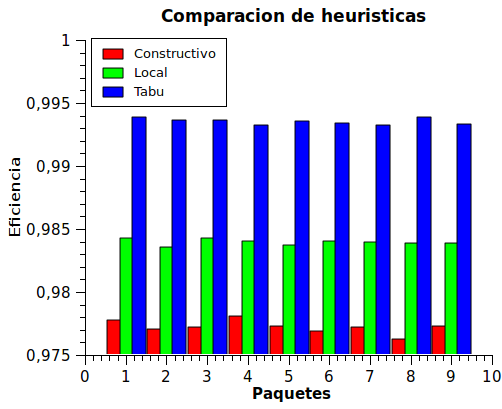 Comparacion de heuristicas
1
0,995
0,99
0,985
0,98
0,975
Eficiencia
Constructivo
Local
Tabu
0 1 2 3 4 5 6 7 8 9 10
Paquetes